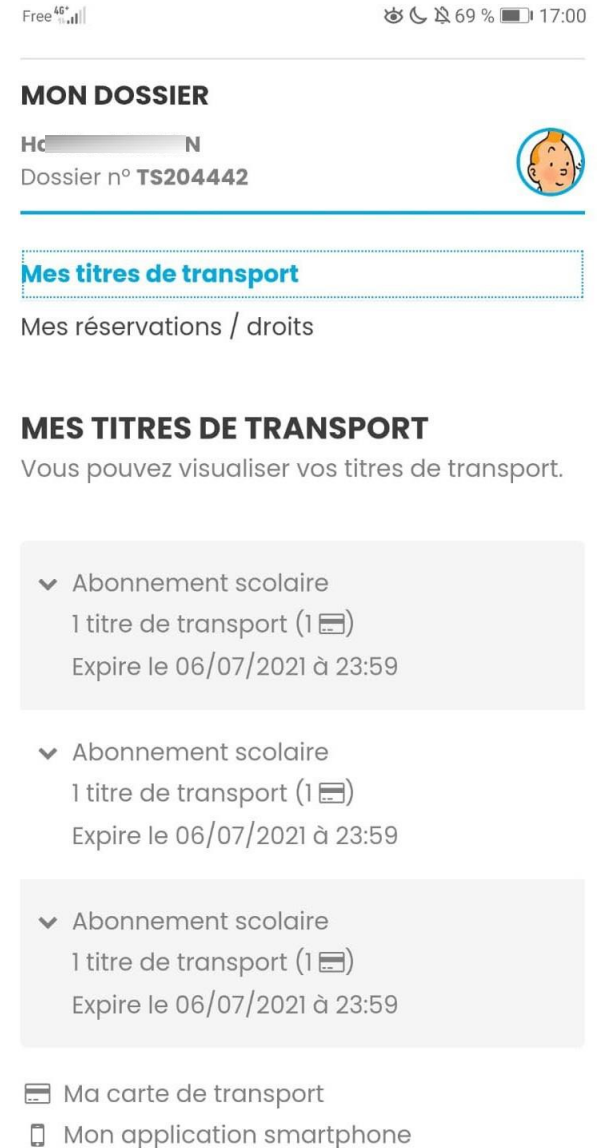 Free 4G+
69 % 17:00
MON DOSSIER
H N
Dossier n° TS204442
Mes titres de transport
Mes réservations / droits
MES TITRES DE TRANSPORT
Vous pouvez visualiser vos titres de transport.
Abonnement scolaire
1 titre de transport (1)
Expire le 06/07/2021 à 23:59
Abonnement scolaire
1 titre de transport (1)
Expire le 06/07/2021 à 23:59
Abonnement scolaire
1 titre de transport (1)
Expire le 06/07/2021 à 23:59
Ma carte de transport
Mon application smartphone